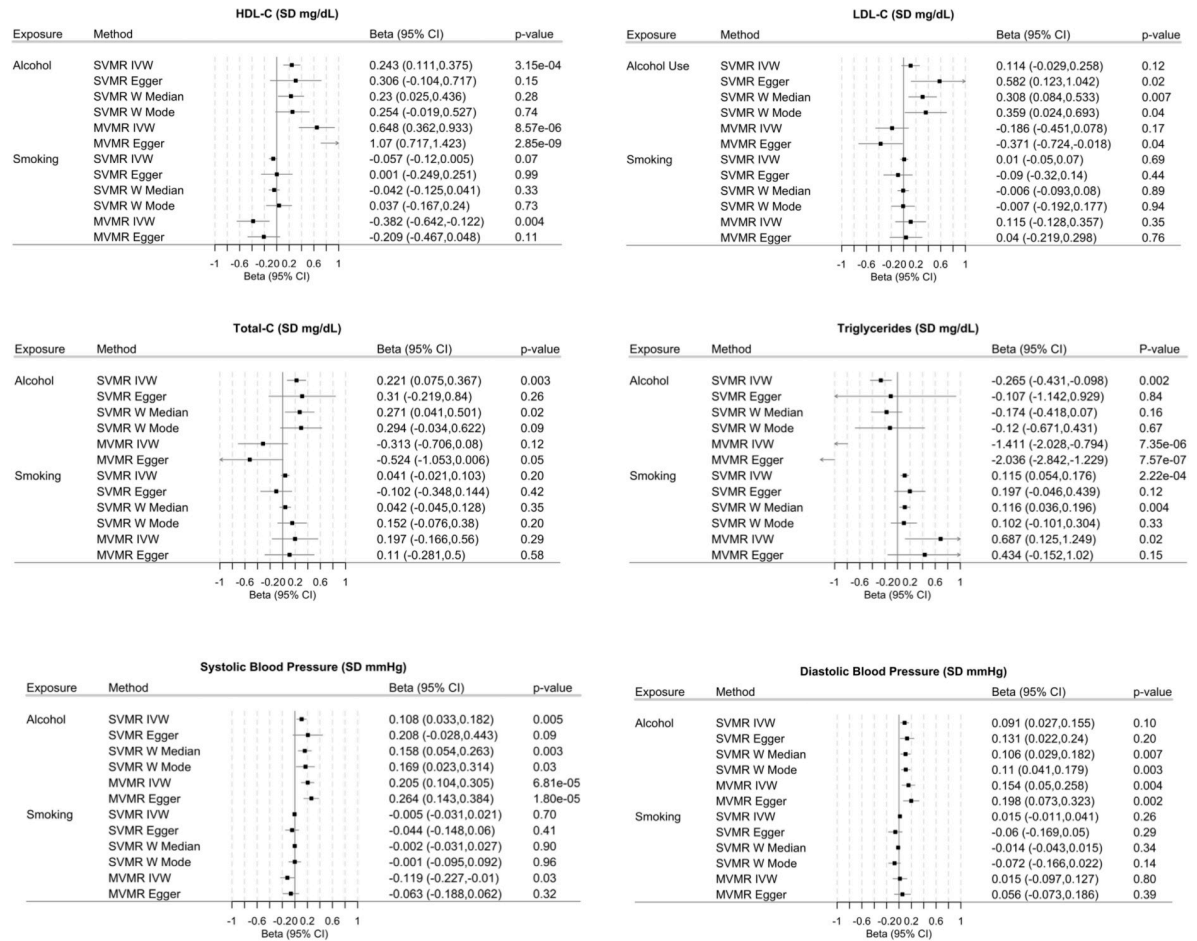 HDL-C (SD mg/dL)
Exposure Method Beta (95% CI) p-value
Alcohol SVMR IVW 0.243 (0.111,0.375) 3.15e-04
SVMR Egger 0.306 (-0.104,0.717) 0.15
SVMR W Median 0.23 (0.025,0.436) 0.28
SVMR W Mode 0.254 (-0.019,0.527) 0.74
MVMR IVW 0.648 (0.362,0.933) 8.57e-06
MVMR Egger 1.07 (0.717,1.423) 2.85e-09
Smoking SVMR IVW -0.057 (-0.12,0.005) 0.07
SVMR Egger 0.001 (-0.249,0.251) 0.99
SVMR W Median -0.042 (-0.125,0.041) 0.33
SVMR W Mode 0.037 (-0.167,0.24) 0.73
MVMR IVW -0.382 (-0.642,-0.122) 0.004
MVMR Egger -0.209 (-0.467,0.048) 0.11
-1 -0.6 -0.20 0.2 0.6 1
Beta (95% CI)
LDL-C (SD mg/dL)
Exposure Method Beta (95% CI) p-value
Alcohol Use SVMR IVW 0.114 (-0.029,0.258) 0.12
SVMR Egger 0.582 (0.123,1.042) 0.02
SVMR W Median 0.308 (0.084,0.533) 0.007
SVMR W Mode 0.359 (0.024,0.693) 0.04
MVMR IVW -0.186 (-0.451,0.078) 0.17
MVMR Egger -0.371 (-0.724,-0.018) 0.04
Smoking SVMR IVW 0.01 (-0.05,0.07) 0.69
SVMR Egger -0.09 (-0.32,0.14) 0.44
SVMR W Median -0.006 (-0.093,0.08) 0.89
SVMR W Mode -0.007 (-0.192,0.177) 0.94
MVMR IVW 0.115 (-0.128,0.357) 0.35
MVMR Egger 0.04 (-0.219,0.298) 0.76
-1 -0.6 -0.20 0.2 0.6 1
Beta (95% CI)
Total-C (SD mg/dL)
Exposure Method Beta (95% CI) p-value
Alcohol SVMR IVW 0.221 (0.075,0.367) 0.003
SVMR Egger 0.31 (-0.219,0.84) 0.26
SVMR W Median 0.271 (0.041,0.501) 0.02
SVMR W Mode 0.294 (-0.034,0.622) 0.09
MVMR IVW -0.313 (-0.706,0.08) 0.12
MVMR Egger -0.524 (-1.053,0.006) 0.05
Smoking SVMR IVW 0.041 (-0.021,0.103) 0.20
SVMR Egger -0.102 (-0.348,0.144) 0.42
SVMR W Median 0.042 (-0.045,0.128) 0.35
SVMR W Mode 0.152 (-0.076,0.38) 0.20
MVMR IVW 0.197 (-0.166,0.56) 0.29
MVMR Egger 0.11 (-0.281,0.5) 0.58
-1 -0.6 -0.20 0.2 0.6 1
Beta (95% CI)
Triglycerides (SD mg/dL)
Exposure Method Beta (95% CI) P-value
Alcohol SVMR IVW -0.265 (-0.431,-0.098) 0.002
SVMR Egger -0.107 (-1.142,0.929) 0.84
SVMR W Median -0.174 (-0.418,0.07) 0.16
SVMR W Mode -0.12 (-0.671,0.431) 0.67
MVMR IVW -1.411 (-2.028,-0.794) 7.35e-06
MVMR Egger -2.036 (-2.842,-1.229) 7.57e-07
Smoking SVMR IVW 0.115 (0.054,0.176) 2.22e-04
SVMR Egger 0.197 (-0.046,0.439) 0.12
SVMR W Median 0.116 (0.036,0.196) 0.004
SVMR W Mode 0.102 (-0.101,0.304) 0.33
MVMR IVW 0.687 (0.125,1.249) 0.02
MVMR Egger 0.434 (-0.152,1.02) 0.15
-1 -0.6 -0.20 0.2 0.6 1
Beta (95% CI)
Systolic Blood Pressure (SD mmHg)
Exposure Method Beta (95% CI) p-value
Alcohol SVMR IVW 0.108 (0.033,0.182) 0.005
SVMR Egger 0.208 (-0.028,0.443) 0.09
SVMR W Median 0.158 (0.054,0.263) 0.003
SVMR W Mode 0.169 (0.023,0.314) 0.03
MVMR IVW 0.205 (0.104,0.305) 6.81e-05
MVMR Egger 0.264 (0.143,0.384) 1.80e-05
Smoking SVMR IVW -0.005 (-0.031,0.021) 0.70
SVMR Egger -0.044 (-0.148,0.06) 0.41
SVMR W Median -0.002 (-0.031,0.027) 0.90
SVMR W Mode -0.001 (-0.095,0.092) 0.96
MVMR IVW -0.119 (-0.227,-0.01) 0.03
MVMR Egger -0.063 (-0.188,0.062) 0.32
-1 -0.6 -0.20 0.2 0.6 1
Beta (95% CI)
Diastolic Blood Pressure (SD mmHg)
Exposure Method Beta (95% CI) p-value
Alcohol SVMR IVW 0.091 (0.027,0.155) 0.10
SVMR Egger 0.131 (0.022,0.24) 0.20
SVMR W Median 0.106 (0.029,0.182) 0.007
SVMR W Mode 0.11 (0.041,0.179) 0.003
MVMR IVW 0.154 (0.05,0.258) 0.004
MVMR Egger 0.198 (0.073,0.323) 0.002
Smoking SVMR IVW 0.015 (-0.011,0.041) 0.26
SVMR Egger -0.06 (-0.169,0.05) 0.29
SVMR W Median -0.014 (-0.043,0.015) 0.34
SVMR W Mode -0.072 (-0.166,0.022) 0.14
MVMR IVW 0.015 (-0.097,0.127) 0.80
MVMR Egger 0.056 (-0.073,0.186) 0.39
-1 -0.6 -0.20 0.2 0.6 1
Beta (95% CI)